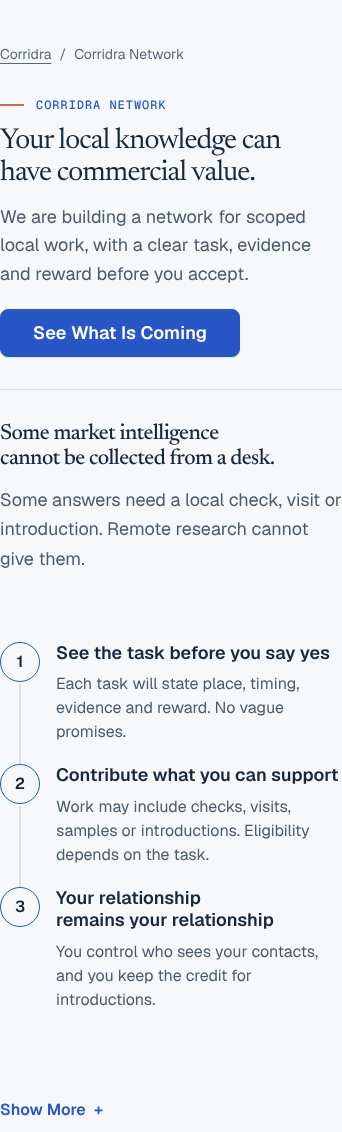 Corridra / Corridra Network
CORRIDRA NETWORK
Your local knowledge can
have commercial value.
We are building a network for scoped
local work, with a clear task, evidence
and reward before you accept.
See What Is Coming
Some market intelligence
cannot be collected from a desk.
Some answers need a local check, visit or
introduction. Remote research cannot
give them.
1
See the task before you say yes
Each task will state place, timing,
evidence and reward. No vague
promises.
2
Contribute what you can support
Work may include checks, visits,
samples or introductions. Eligibility
depends on the task.
3
Your relationship
remains your relationship
You control who sees your contacts,
and you keep the credit for
introductions.
Show More +